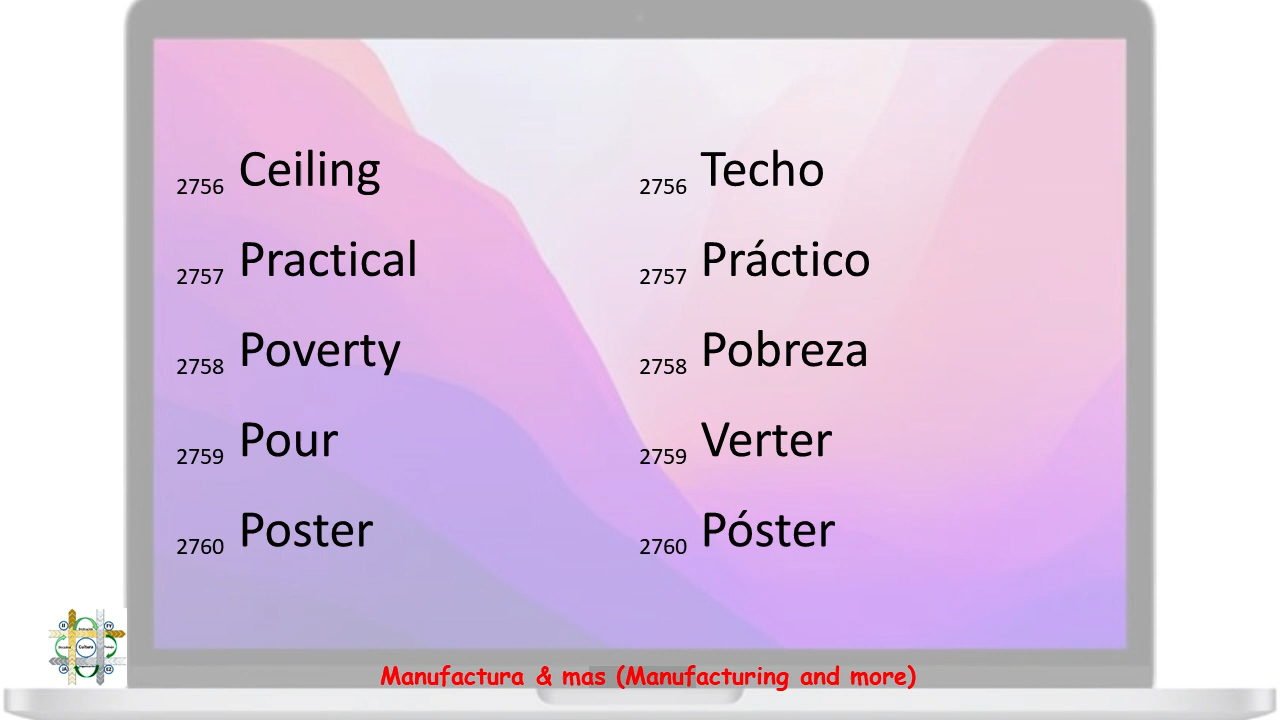 2756 Ceiling 2756 Techo
2757 Practical 2757 Práctico
2758 Poverty 2758 Pobreza
2759 Pour 2759 Verter
2760 Poster 2760 Póster
Cultura
Manufactura & mas (Manufacturing and more)